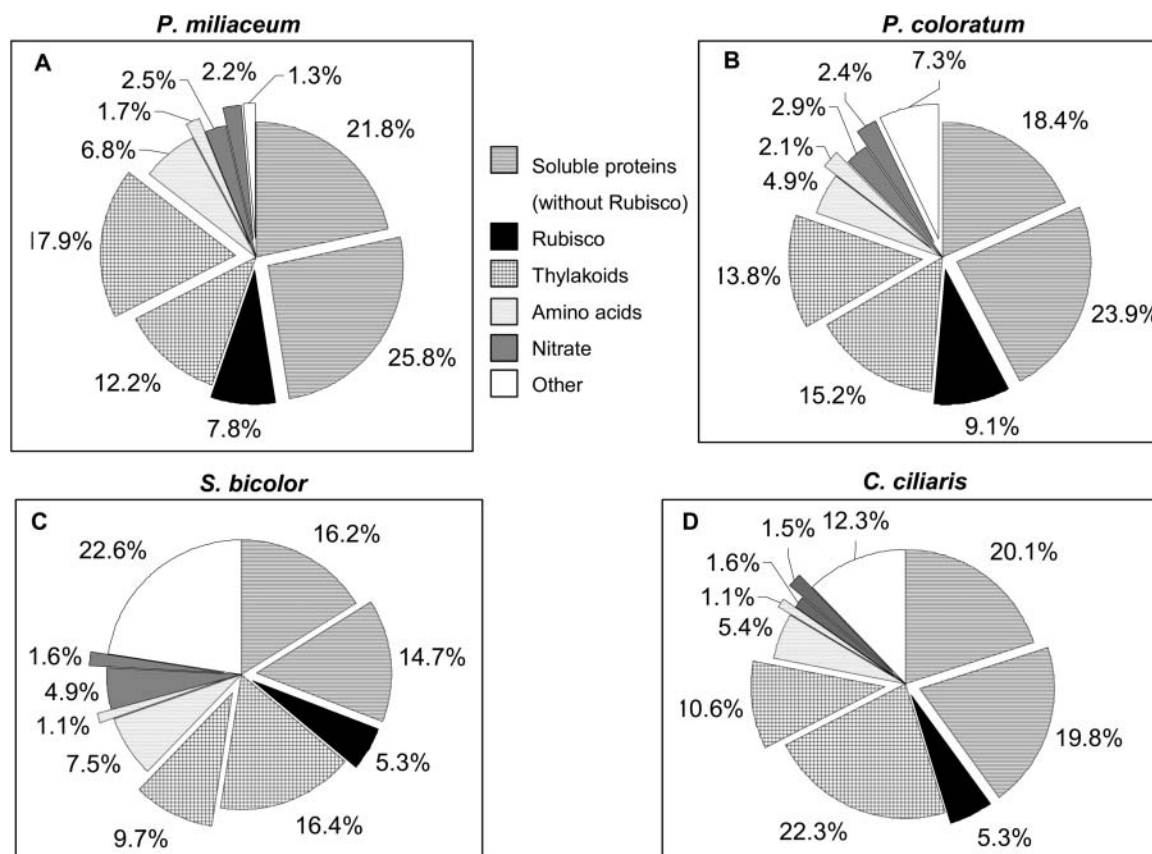 P. miliaceum
A
2.5%
2.2%
1.3%
1.7%
6.8%
21.8%
17.9%
12.2%
25.8%
7.8%
Soluble proteins
(without Rubisco)
Rubisco
Thylakoids
Amino acids
Nitrate
Other
P. coloratum
B
2.4%
7.3%
2.9%
2.1%
4.9%
18.4%
13.8%
23.9%
15.2%
9.1%
S. bicolor
C
22.6%
16.2%
1.6%
14.7%
4.9%
1.1%
7.5%
5.3%
9.7%
16.4%
C. ciliaris
D
1.5%
12.3%
1.6%
20.1%
1.1%
5.4%
10.6%
19.8%
22.3%
5.3%